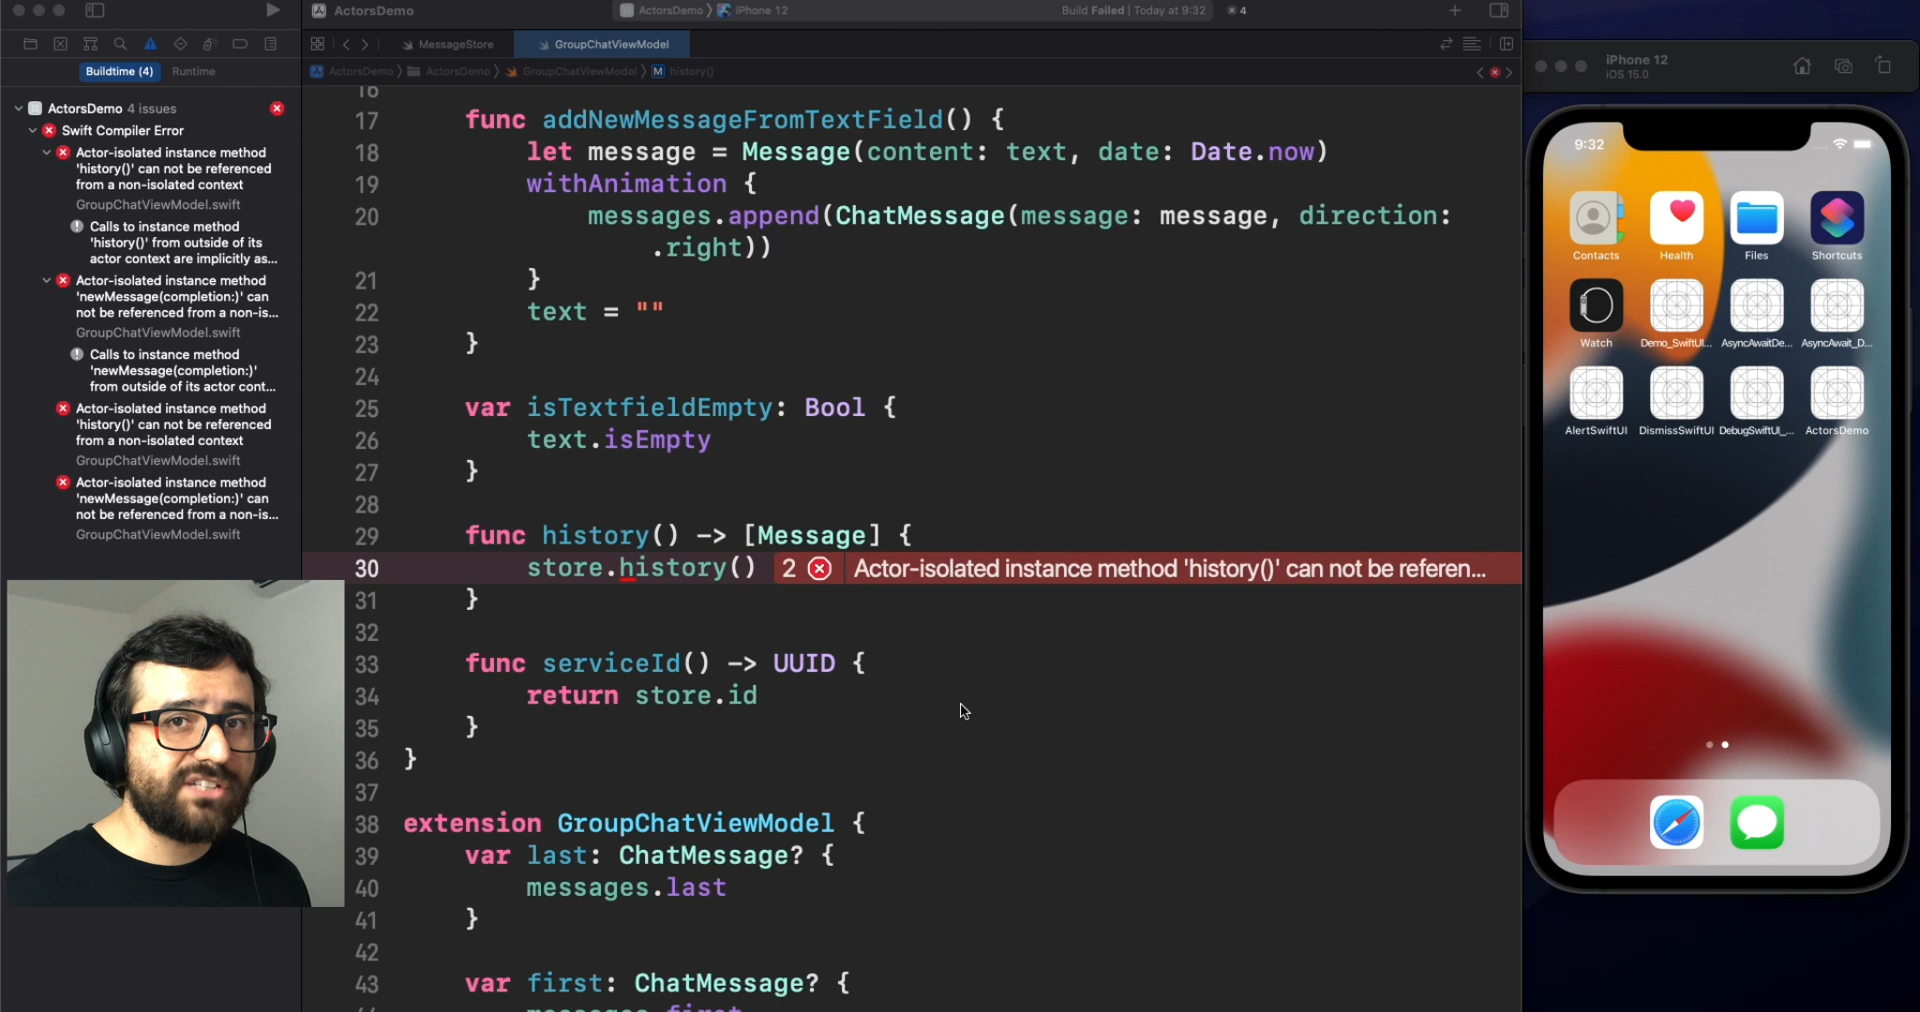 ActorsDemo
ActorsDemo
iPhone 12
Build Failed | Today at 9:32
4
MessageStore
GroupChatViewModel
Buildtime (4)
Runtime
ActorsDemo
ActorsDemo
GroupChatViewModel
M
history()
ActorsDemo 4 issues
Swift Compiler Error
Actor-isolated instance method
'history()' can not be referenced
from a non-isolated context
GroupChatViewModel.swift
Calls to instance method
'history()' from outside of its
actor context are implicitly as...
Actor-isolated instance method
'newMessage(completion:)' can
not be referenced from a non-is...
GroupChatViewModel.swift
Calls to instance method
'newMessage(completion:)'
from outside of its actor cont...
Actor-isolated instance method
'history()' can not be referenced
from a non-isolated context
GroupChatViewModel.swift
Actor-isolated instance method
'newMessage(completion:)' can
not be referenced from a non-is...
GroupChatViewModel.swift
16
17 func addNewMessageFromTextField() {
18 let message = Message(content: text, date: Date.now)
19 withAnimation {
20 messages.append(ChatMessage(message: message, direction:
.right))
21 }
22 text = ""
23 }
24
25 var isTextfieldEmpty: Bool {
26 text.isEmpty
27 }
28
29 func history() -> [Message] {
30 store.history() 2 Actor-isolated instance method 'history()' can not be referen...
31 }
32
33 func serviceId() -> UUID {
34 return store.id
35 }
36 }
37
38 extension GroupChatViewModel {
39 var last: ChatMessage? {
40 messages.last
41 }
42
43 var first: ChatMessage? {
44 messages.first
iPhone 12
iOS 15.0
9:32
Contacts
Health
Files
Shortcuts
Watch
Demo_SwiftUI...
AsyncAwaitDe...
AsyncAwait_D...
AlertSwiftUI
DismissSwiftUI
DebugSwiftUI_...
ActorsDemo